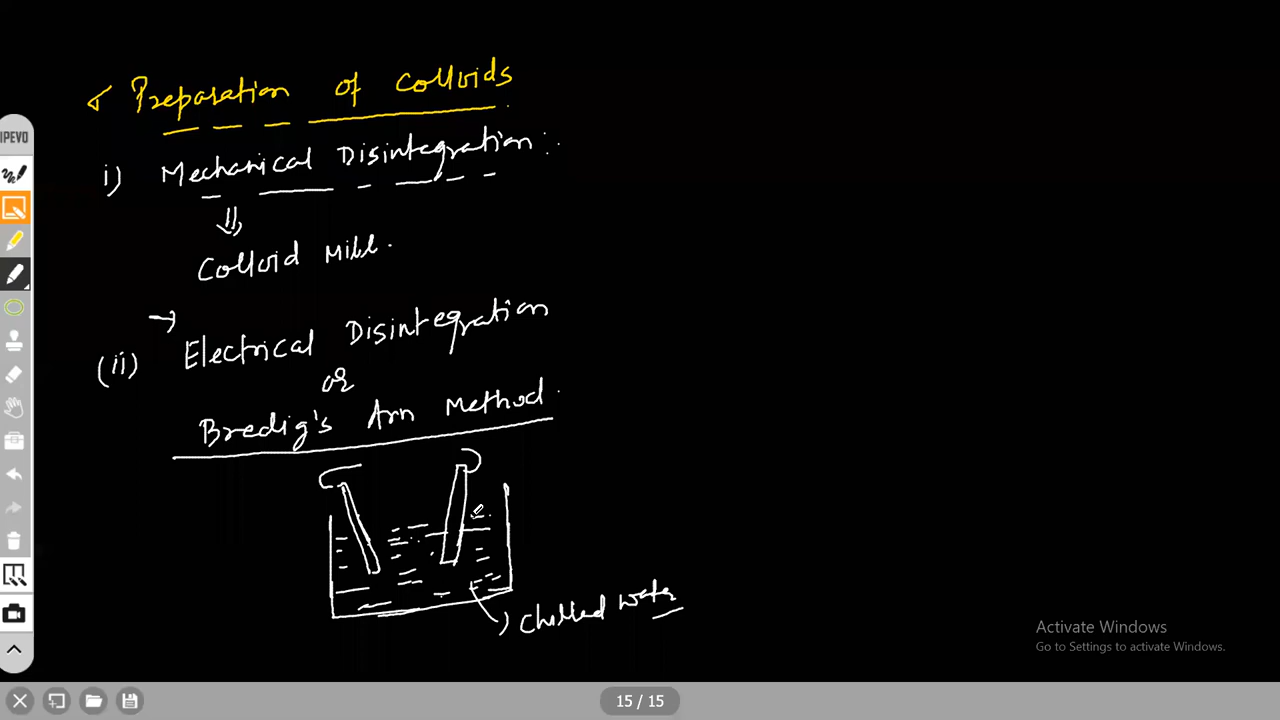 Preparation of Colloids
i) Mechanical Disintegration :
⇓
Colloid Mill.
→
(ii) Electrical Disintegration
or
Bredig's Arn Method.
Chilled Water
IPEVO
Activate Windows
Go to Settings to activate Windows.
15 / 15